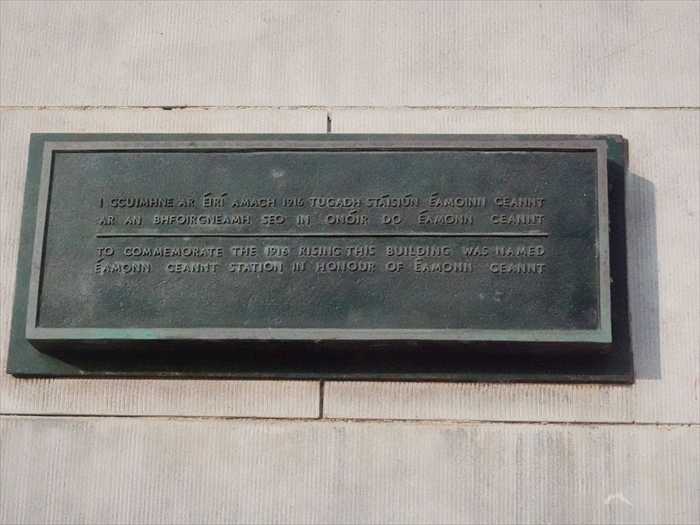 I GCUIMHNE AR ÉIRÍ AMACH 1916 TUGADH STÁISIÚN ÉAMOINN CEANNT
AR AN BHFOIRGNEAMH SEO IN ONÓIR DO ÉAMONN CEANNT
TO COMMEMORATE THE 1916 RISING THIS BUILDING WAS NAMED
ÉAMONN CEANNT STATION IN HONOUR OF ÉAMONN CEANNT